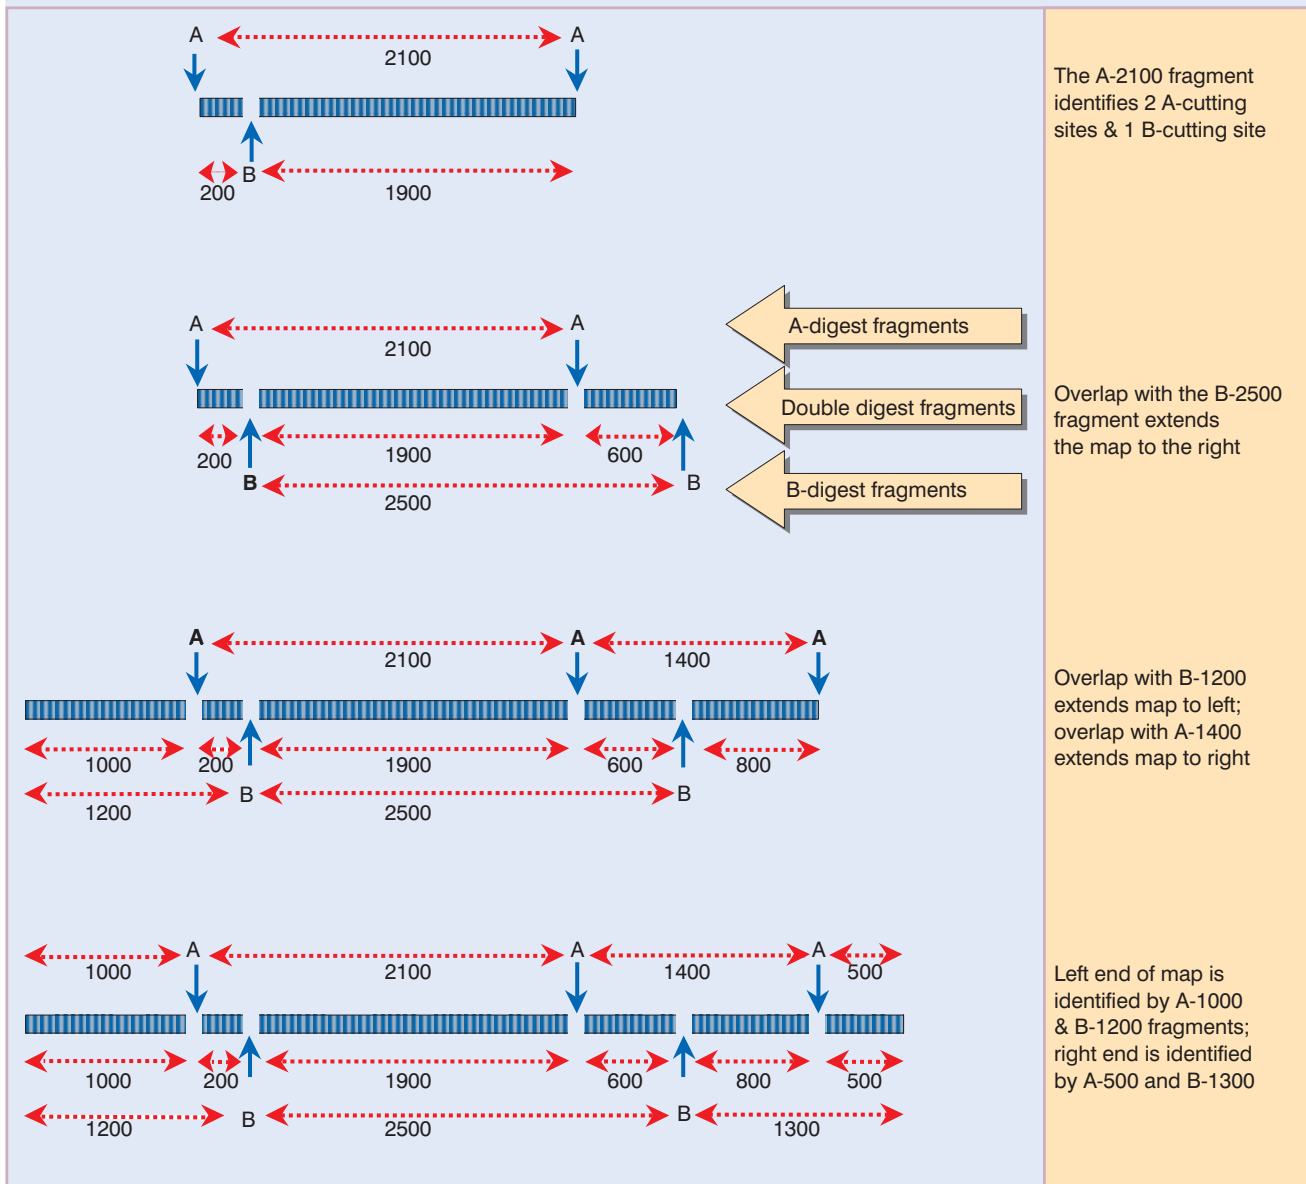 A A
2100
The A-2100 fragment
identifies 2 A-cutting
sites & 1 B-cutting site
B
200 1900
A A
2100
A-digest fragments
Double digest fragments
B-digest fragments
Overlap with the B-2500
fragment extends
the map to the right
200 1900 600
B B
2500
A A A
2100 1400
Overlap with B-1200
extends map to left;
overlap with A-1400
extends map to right
1000 200 1900 600 800
B B
1200 2500
A A A
1000 2100 1400 500
Left end of map is
identified by A-1000
& B-1200 fragments;
right end is identified
by A-500 and B-1300
1000 200 1900 600 800 500
B B
1200 2500 1300